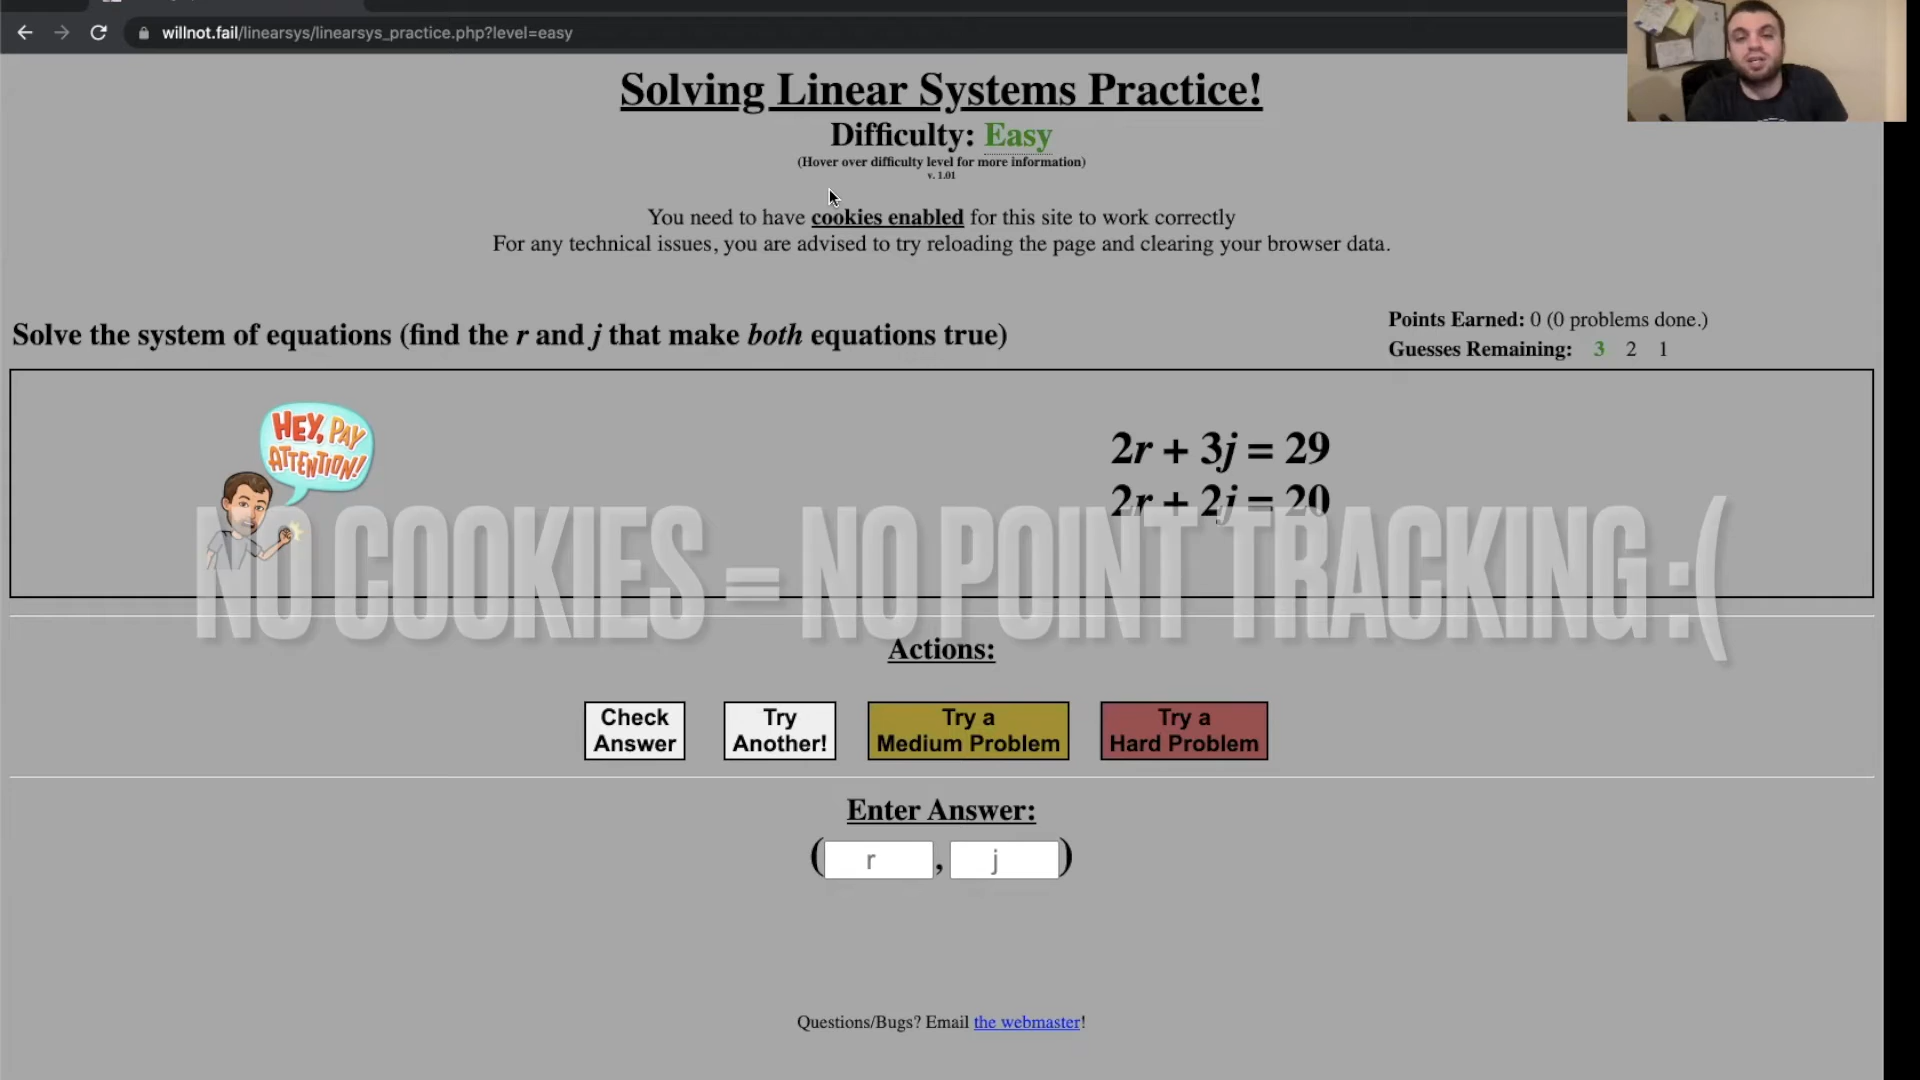 willnot.fail/linearsys/linearsys_practice.php?level=easy
Solving Linear Systems Practice!
Difficulty: Easy
(Hover over difficulty level for more information)
v. 1.01
You need to have cookies enabled for this site to work correctly
For any technical issues, you are advised to try reloading the page and clearing your browser data.
Solve the system of equations (find the r and j that make both equations true)
Points Earned: 0 (0 problems done.)
Guesses Remaining: 3 2 1
HEY, PAY
ATTENTION!
2r + 3j = 29
2r + 2j = 20
NO COOKIES = NO POINT TRACKING :(
Actions:
Check
Answer
Try
Another!
Try a
Medium Problem
Try a
Hard Problem
Enter Answer:
( r , j )
Questions/Bugs? Email the webmaster!